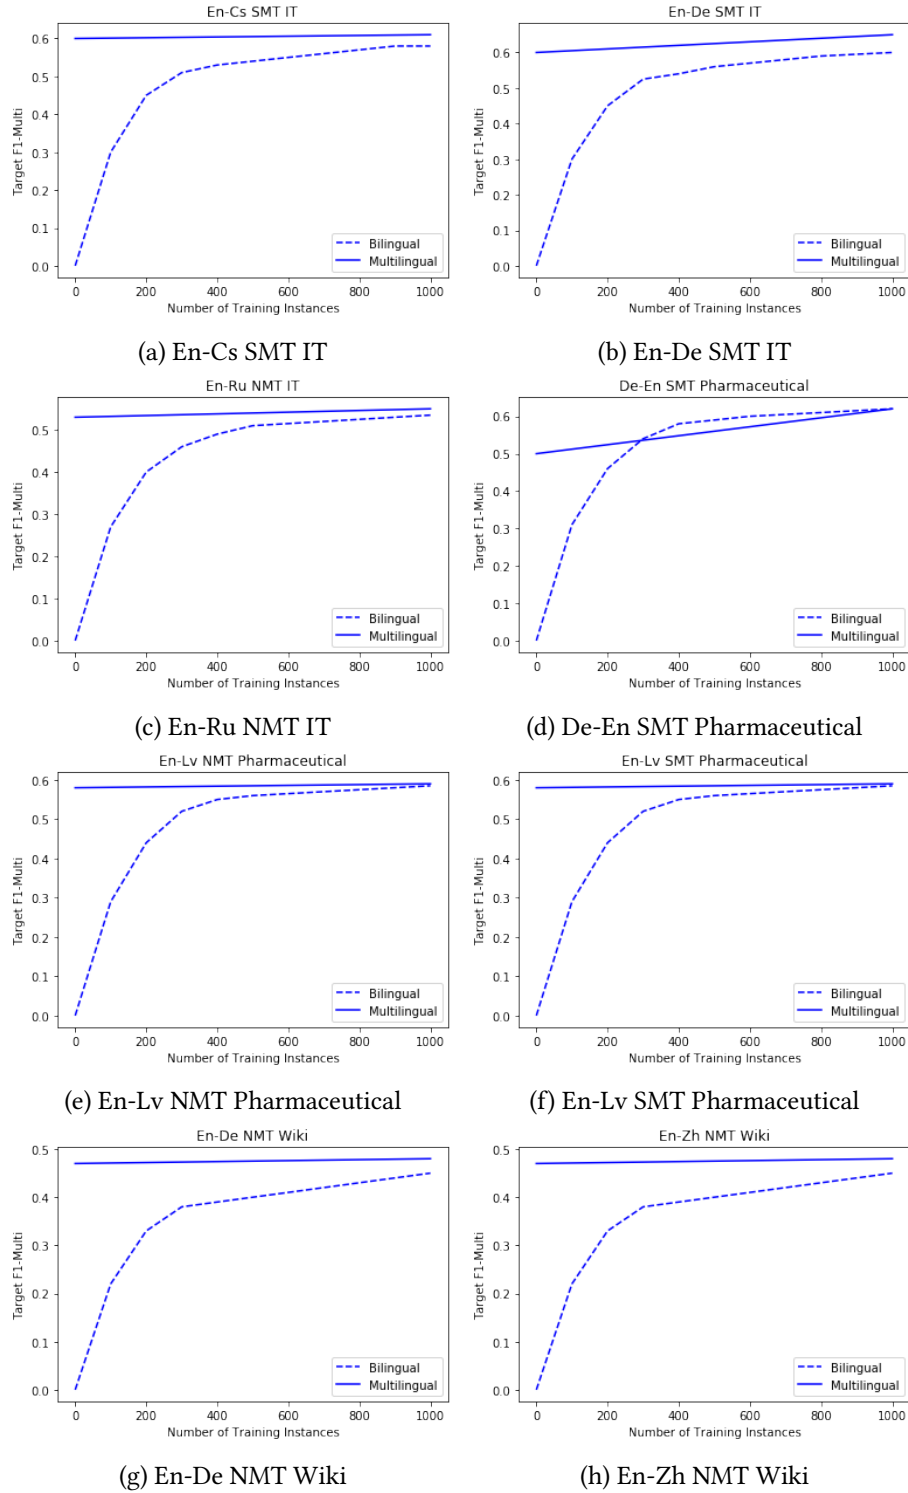 En-Cs SMT IT
Target F1-Multi
0.6
0.5
0.4
0.3
0.2
0.1
0.0
Bilingual
Multilingual
0 200 400 600 800 1000
Number of Training Instances
(a) En-Cs SMT IT
En-De SMT IT
Target F1-Multi
0.6
0.5
0.4
0.3
0.2
0.1
0.0
Bilingual
Multilingual
0 200 400 600 800 1000
Number of Training Instances
(b) En-De SMT IT
En-Ru NMT IT
Target F1-Multi
0.5
0.4
0.3
0.2
0.1
0.0
Bilingual
Multilingual
0 200 400 600 800 1000
Number of Training Instances
(c) En-Ru NMT IT
De-En SMT Pharmaceutical
Target F1-Multi
0.6
0.5
0.4
0.3
0.2
0.1
0.0
Bilingual
Multilingual
0 200 400 600 800 1000
Number of Training Instances
(d) De-En SMT Pharmaceutical
En-Lv NMT Pharmaceutical
Target F1-Multi
0.6
0.5
0.4
0.3
0.2
0.1
0.0
Bilingual
Multilingual
0 200 400 600 800 1000
Number of Training Instances
(e) En-Lv NMT Pharmaceutical
En-Lv SMT Pharmaceutical
Target F1-Multi
0.6
0.5
0.4
0.3
0.2
0.1
0.0
Bilingual
Multilingual
0 200 400 600 800 1000
Number of Training Instances
(f) En-Lv SMT Pharmaceutical
En-De NMT Wiki
Target F1-Multi
0.5
0.4
0.3
0.2
0.1
0.0
Bilingual
Multilingual
0 200 400 600 800 1000
Number of Training Instances
(g) En-De NMT Wiki
En-Zh NMT Wiki
Target F1-Multi
0.5
0.4
0.3
0.2
0.1
0.0
Bilingual
Multilingual
0 200 400 600 800 1000
Number of Training Instances
(h) En-Zh NMT Wiki